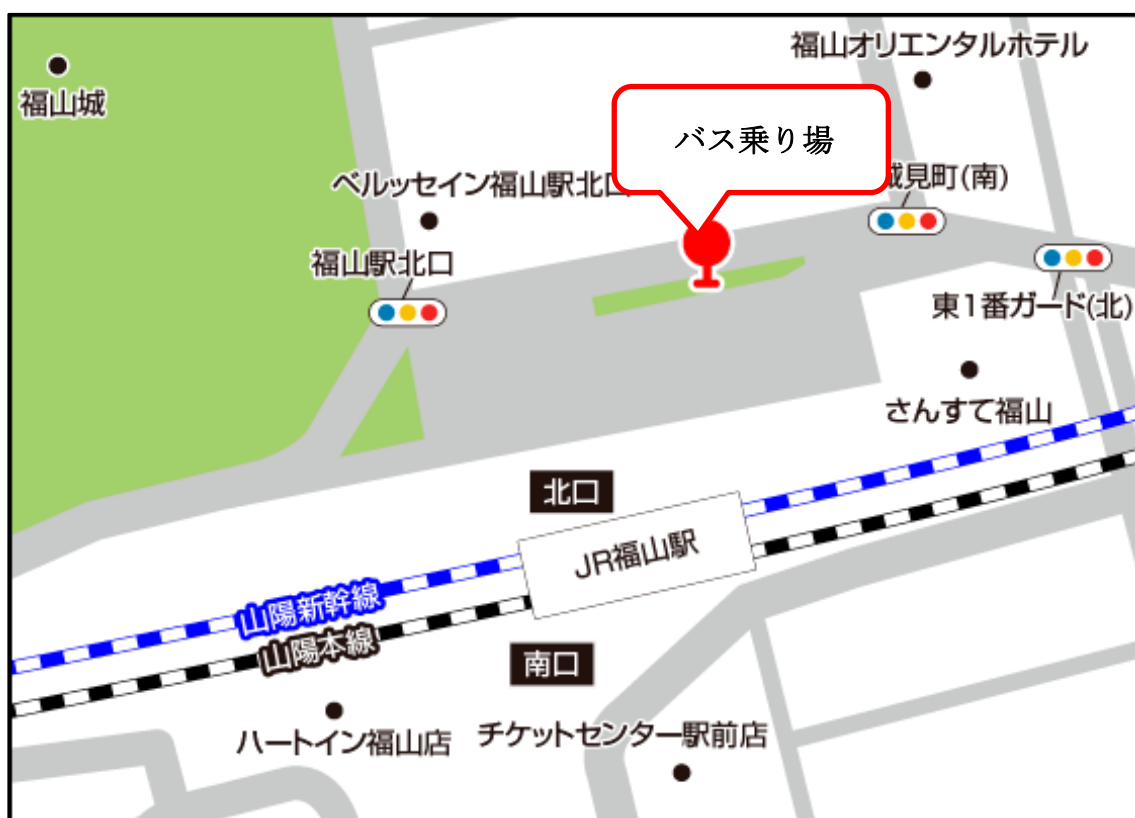 福山オリエンタルホテル
福山城
バス乗り場
ベルッセイン福山駅北口
城見町(南)
福山駅北口
東1番ガード(北)
さんすて福山
北口
JR福山駅
山陽新幹線
山陽本線
南口
ハートイン福山店
チケットセンター駅前店